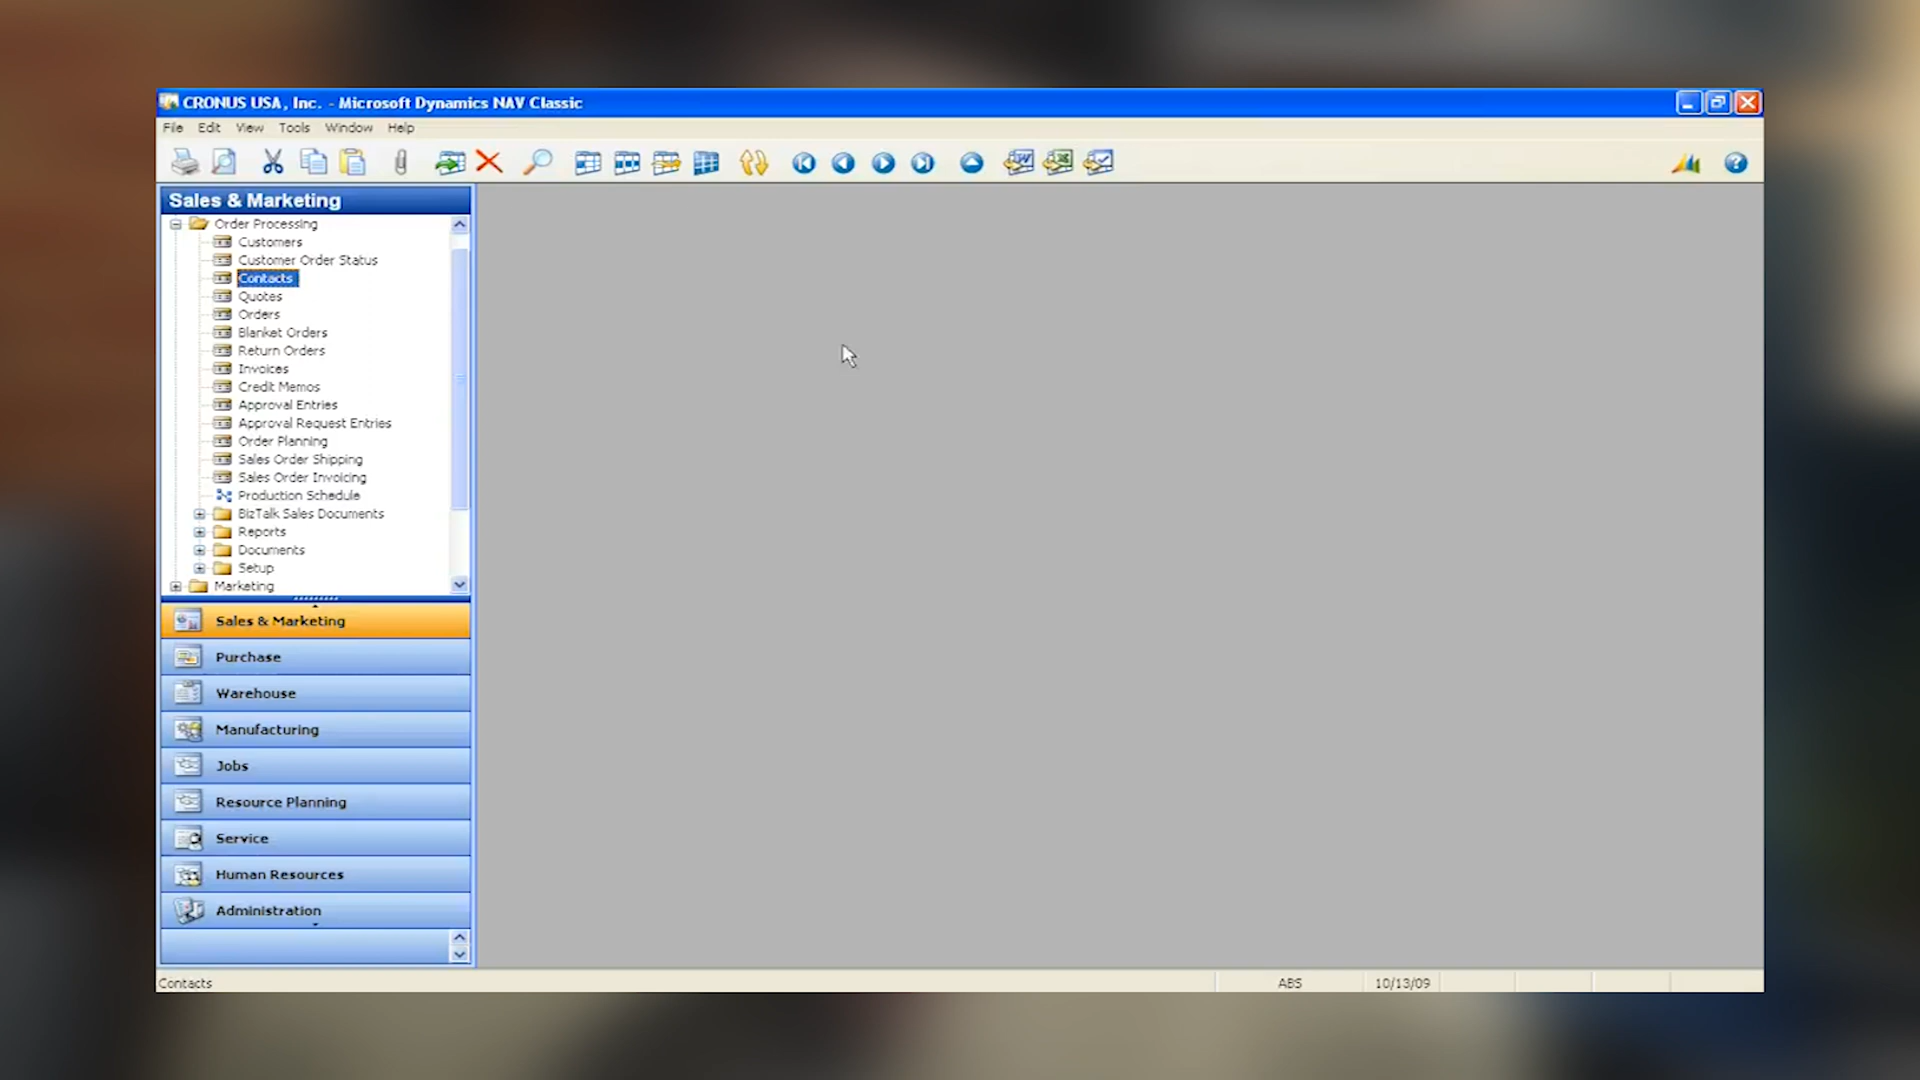 CRONUS USA, Inc. - Microsoft Dynamics NAV Classic
File Edit View Tools Window Help
Sales & Marketing
Order Processing
Customers
Customer Order Status
Contacts
Quotes
Orders
Blanket Orders
Return Orders
Invoices
Credit Memos
Approval Entries
Approval Request Entries
Order Planning
Sales Order Shipping
Sales Order Invoicing
Production Schedule
BizTalk Sales Documents
Reports
Documents
Setup
Marketing
Sales & Marketing
Purchase
Warehouse
Manufacturing
Jobs
Resource Planning
Service
Human Resources
Administration
Contacts ABS 10/13/09